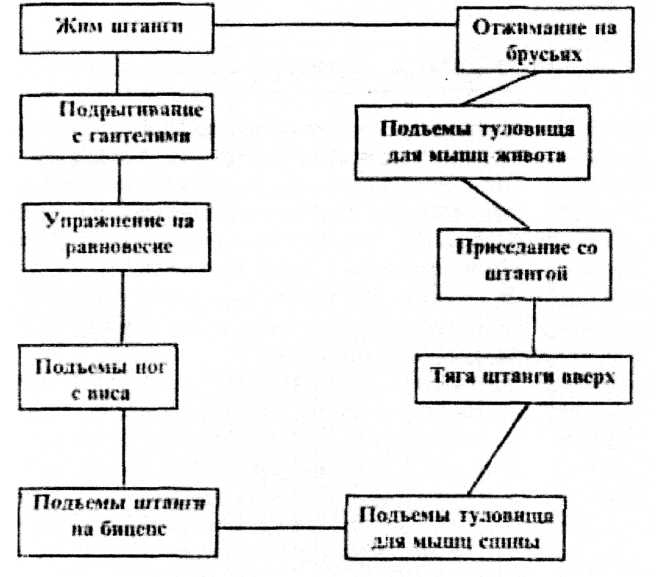 Жим штанги
Отжимание на
брусьях
Подрыгивание
с гантелями
Подъемы туловища
для мышц живота
Упражнение на
равновесие
Приседание со
штангой
Подъемы ног
с виса
Тяга штанги вверх
Подъемы штанги
на бицепс
Подъемы туловища
для мышц спины